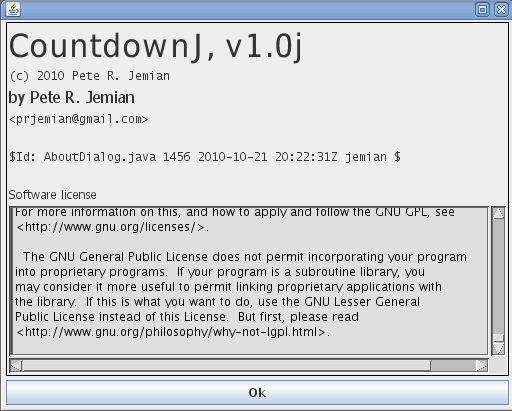 CountdownJ, v1.0j
(c) 2010 Pete R. Jemian
by Pete R. Jemian
<prjemian@gmail.com>
$Id: AboutDialog.java 1456 2010-10-21 20:22:31Z jemian $
Software license
For more information on this, and how to apply and follow the GNU GPL, see
<http://www.gnu.org/licenses/>.
The GNU General Public License does not permit incorporating your program
into proprietary programs.  If your program is a subroutine library, you
may consider it more useful to permit linking proprietary applications with
the library.  If this is what you want to do, use the GNU Lesser General
Public License instead of this License.  But first, please read
<http://www.gnu.org/philosophy/why-not-lgpl.html>.
Ok